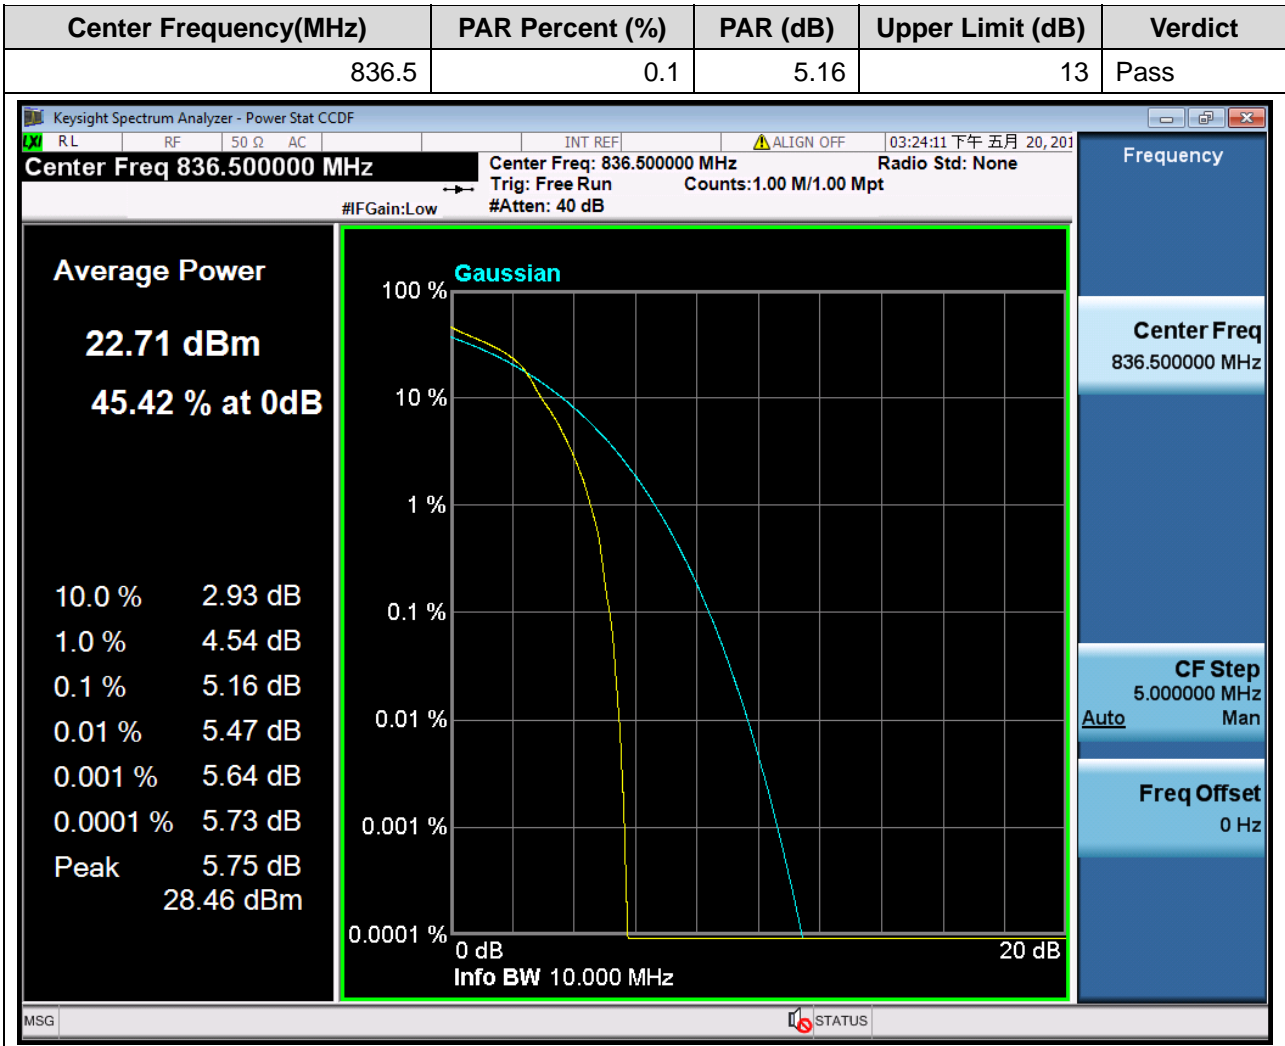 Center Frequency(MHz) PAR Percent (%) PAR (dB) Upper Limit (dB) Verdict
836.5 0.1 5.16 13 Pass
Keysight Spectrum Analyzer - Power Stat CCDF
LXI RL RF 50 Ω AC INT REF ALIGN OFF 03:24:11 下午 五月 20, 201
Center Freq 836.500000 MHz
Center Freq: 836.500000 MHz Radio Std: None
Trig: Free Run Counts:1.00 M/1.00 Mpt
#IFGain:Low #Atten: 40 dB
Average Power
22.71 dBm
45.42 % at 0dB
10.0 % 2.93 dB
1.0 % 4.54 dB
0.1 % 5.16 dB
0.01 % 5.47 dB
0.001 % 5.64 dB
0.0001 % 5.73 dB
Peak 5.75 dB
28.46 dBm
Gaussian
100 %
10 %
1 %
0.1 %
0.01 %
0.001 %
0.0001 %
0 dB 20 dB
Info BW 10.000 MHz
Frequency
Center Freq
836.500000 MHz
CF Step
5.000000 MHz
Auto Man
Freq Offset
0 Hz
MSG STATUS